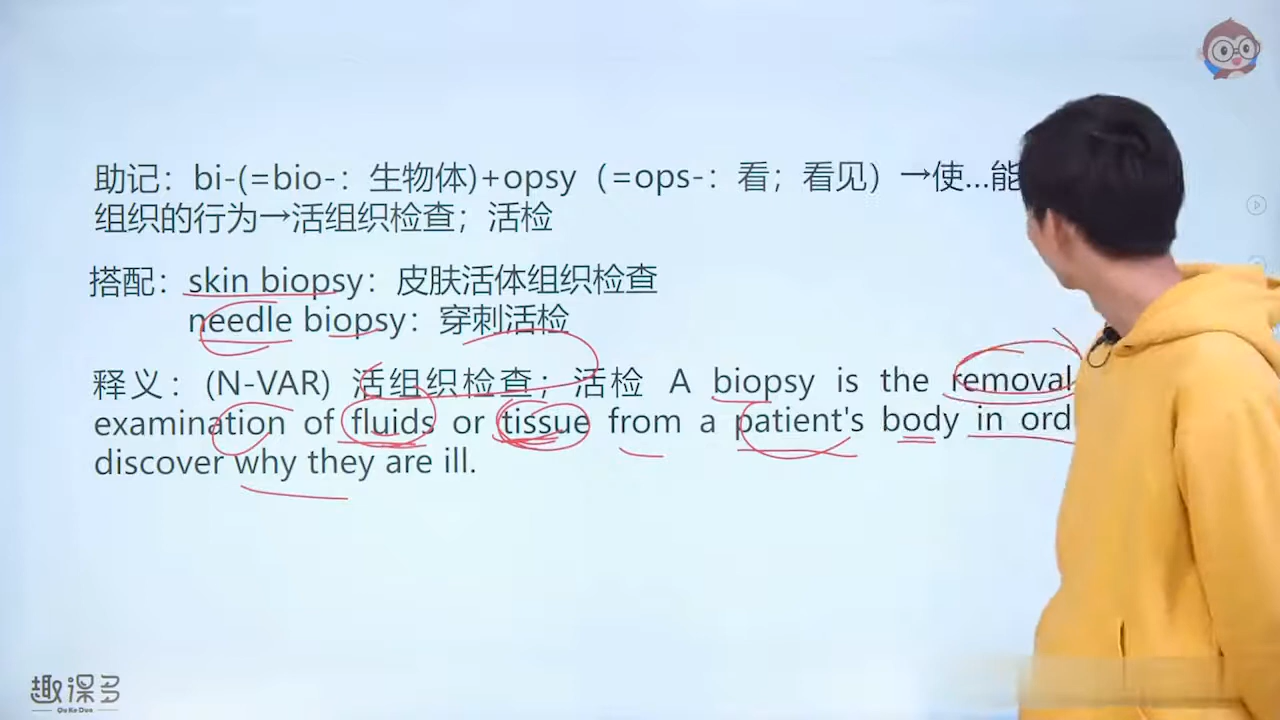 助记：bi-(=bio-：生物体)+opsy（=ops-：看；看见）→使...能
组织的行为→活组织检查；活检
搭配：skin biopsy：皮肤活体组织检查
needle biopsy：穿刺活检
释义：(N-VAR) 活组织检查；活检 A biopsy is the removal
examination of fluids or tissue from a patient's body in ord
discover why they are ill.
趣课多
Qu Ke Duo